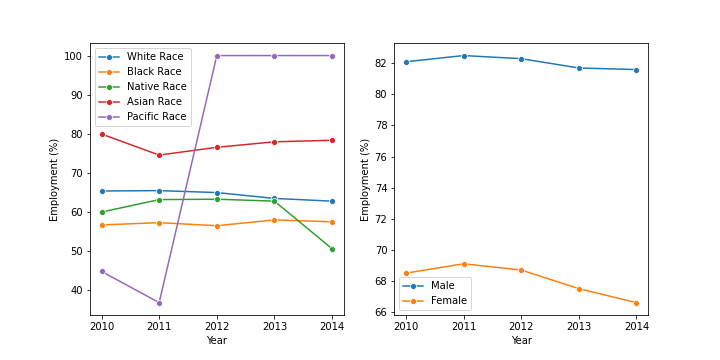 100
90
80
70
60
50
40
Employment (%)
White Race
Black Race
Native Race
Asian Race
Pacific Race
2010 2011 2012 2013 2014
Year
82
80
78
76
74
72
70
68
66
Employment (%)
Male
Female
2010 2011 2012 2013 2014
Year